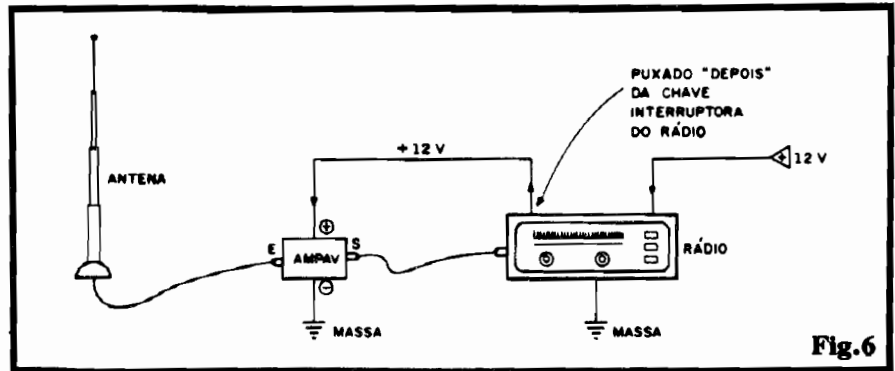 PUXADO "DEPOIS"
DA CHAVE
INTERRUPTORA
DO RÁDIO
+12 V
+ 12 V
ANTENA
E
+
S
AMPAV
-
RÁDIO
MASSA
MASSA
Fig.6